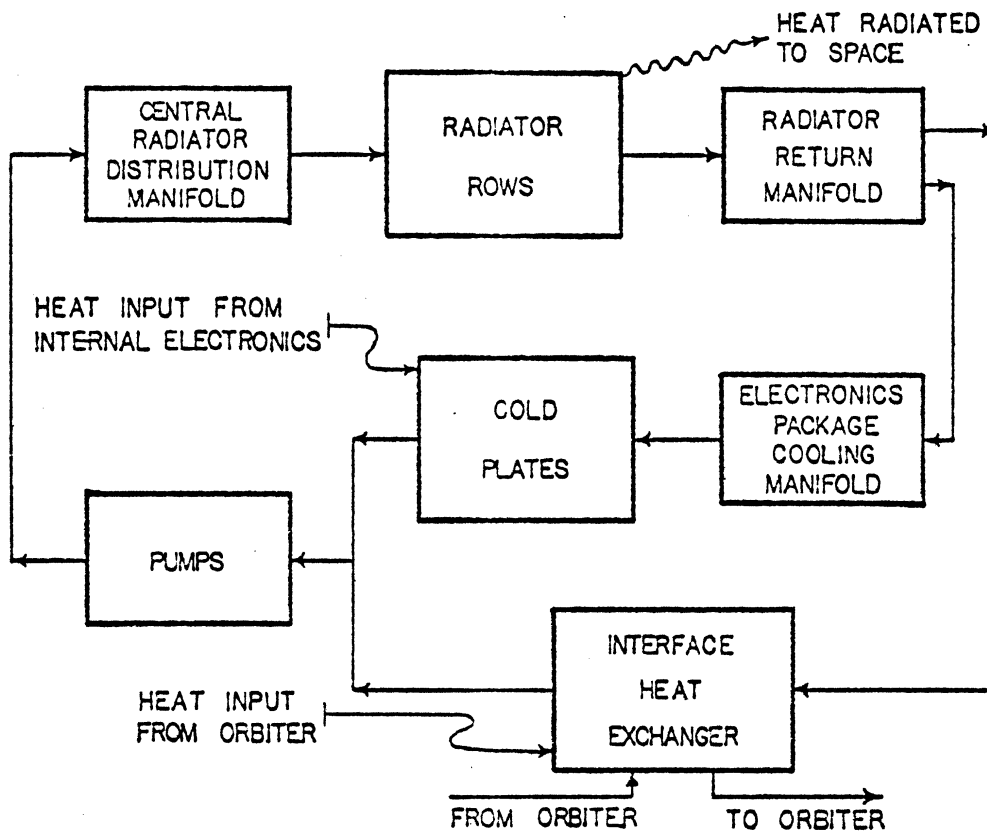 HEAT RADIATED
TO SPACE
CENTRAL
RADIATOR
DISTRIBUTION
MANIFOLD
RADIATOR
ROWS
RADIATOR
RETURN
MANIFOLD
HEAT INPUT FROM
INTERNAL ELECTRONICS
COLD
PLATES
ELECTRONICS
PACKAGE
COOLING
MANIFOLD
PUMPS
INTERFACE
HEAT
EXCHANGER
HEAT INPUT
FROM ORBITER
FROM ORBITER
TO ORBITER